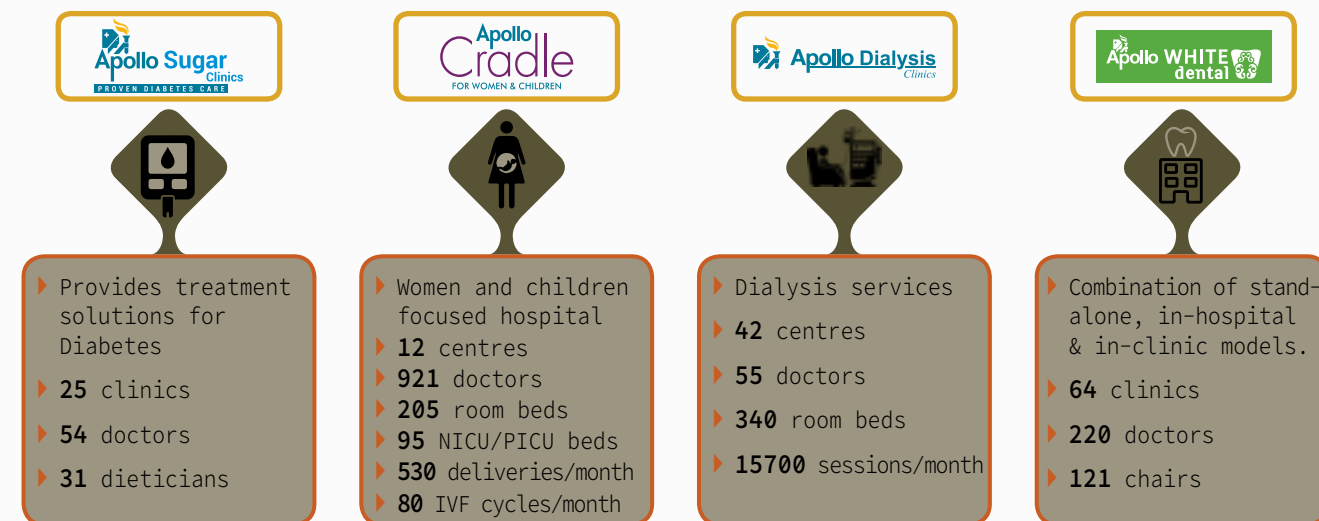 Apollo Sugar
Clinics
PROVEN DIABETES CARE
Provides treatment
solutions for
Diabetes
25 clinics
54 doctors
31 dieticians
Apollo
Cradle
FOR WOMEN & CHILDREN
Women and children
focused hospital
12 centres
921 doctors
205 room beds
95 NICU/PICU beds
530 deliveries/month
80 IVF cycles/month
Apollo Dialysis
Clinics
Dialysis services
42 centres
55 doctors
340 room beds
15700 sessions/month
Apollo WHITE
dental
Combination of stand-
alone, in-hospital
& in-clinic models.
64 clinics
220 doctors
121 chairs